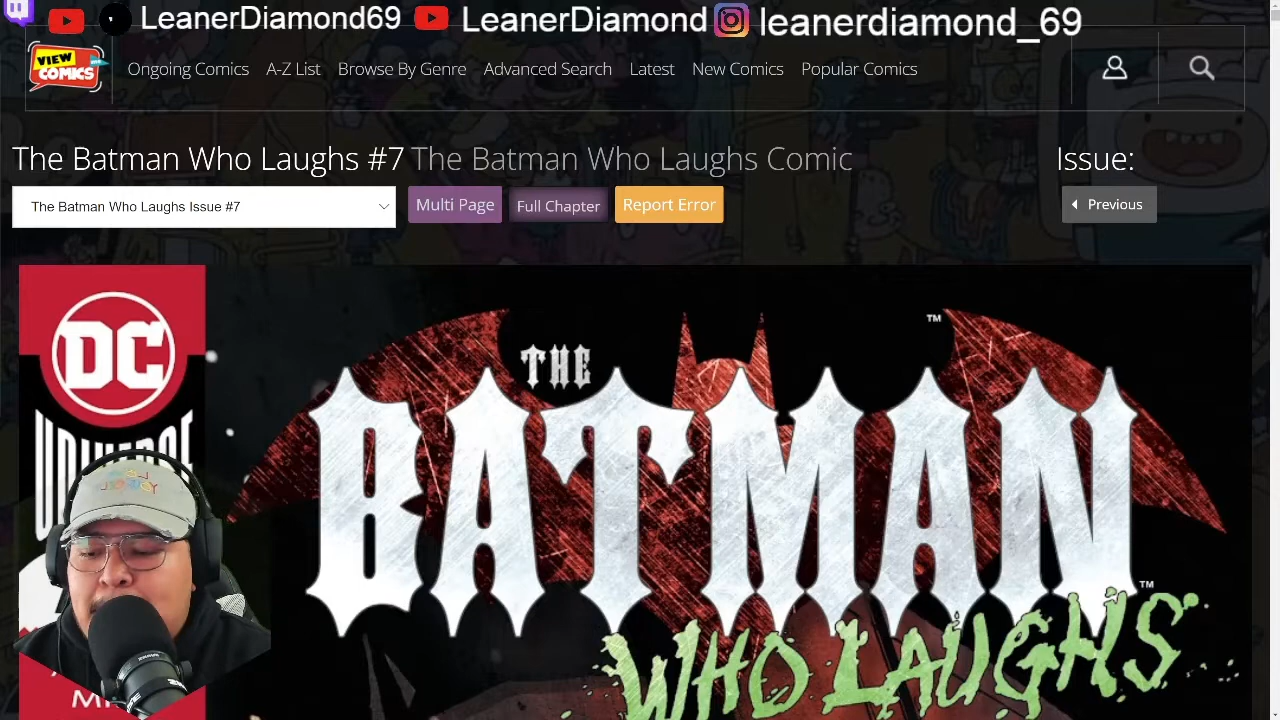 LeanerDiamond69 LeanerDiamond leanerdiamond_69
VIEW
COMICS
Ongoing Comics A-Z List Browse By Genre Advanced Search Latest New Comics Popular Comics
The Batman Who Laughs #7 The Batman Who Laughs Comic Issue:
The Batman Who Laughs Issue #7 Multi Page Full Chapter Report Error Previous
DC
THE
BATMAN
WHO LAUGHS
TM
TM